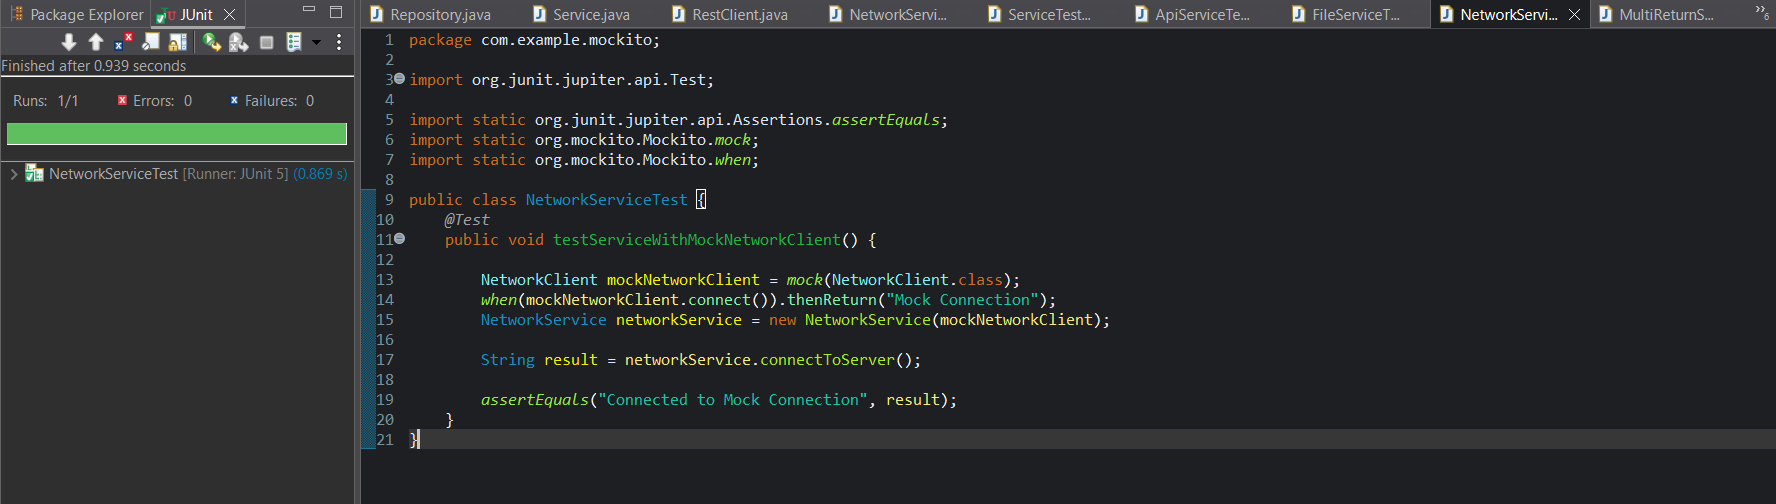 Package Explorer JUnit
Finished after 0.939 seconds
Runs: 1/1 Errors: 0 Failures: 0
NetworkServiceTest [Runner: JUnit 5] (0.869 s)
Repository.java Service.java RestClient.java NetworkServi... ServiceTest... ApiServiceTe... FileServiceT... NetworkServi... MultiReturnS... 6
1 package com.example.mockito;
2
3 import org.junit.jupiter.api.Test;
4
5 import static org.junit.jupiter.api.Assertions.assertEquals;
6 import static org.mockito.Mockito.mock;
7 import static org.mockito.Mockito.when;
8
9 public class NetworkServiceTest {
10 @Test
11 public void testServiceWithMockNetworkClient() {
12
13 NetworkClient mockNetworkClient = mock(NetworkClient.class);
14 when(mockNetworkClient.connect()).thenReturn("Mock Connection");
15 NetworkService networkService = new NetworkService(mockNetworkClient);
16
17 String result = networkService.connectToServer();
18
19 assertEquals("Connected to Mock Connection", result);
20 }
21 }